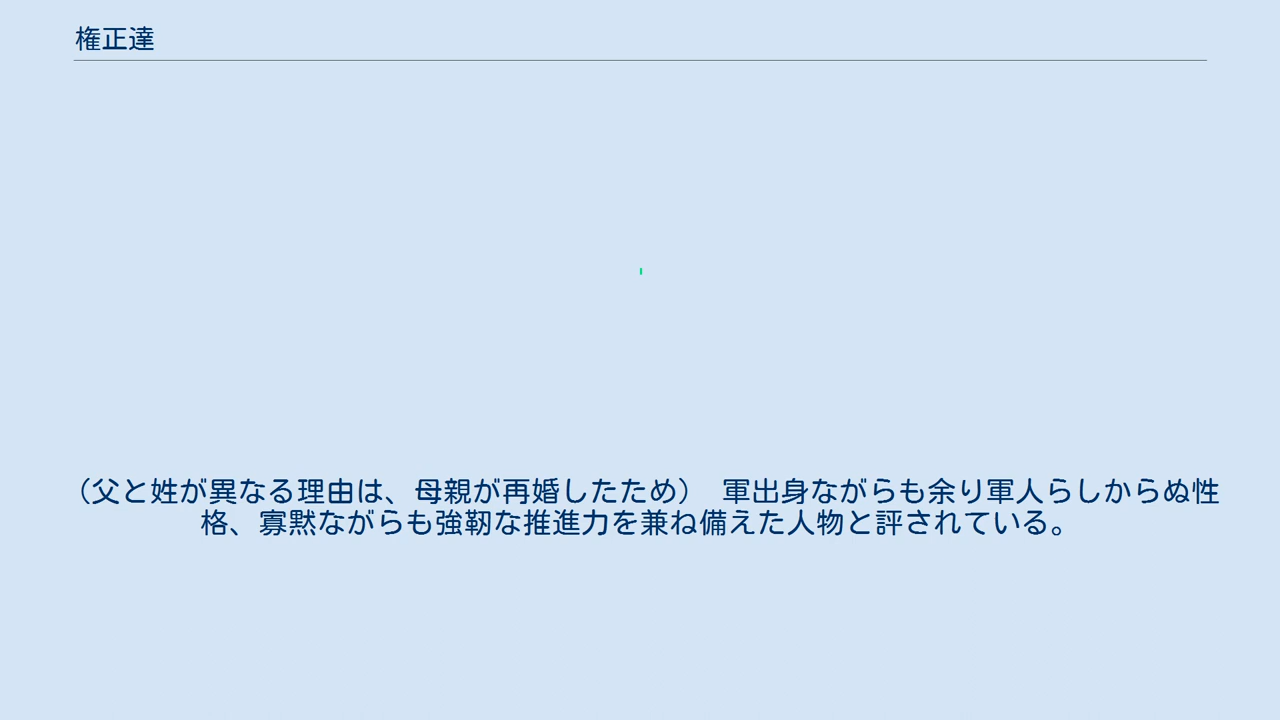 権正達
（父と姓が異なる理由は、母親が再婚したため）　軍出身ながらも余り軍人らしからぬ性
格、寡黙ながらも強靭な推進力を兼ね備えた人物と評されている。